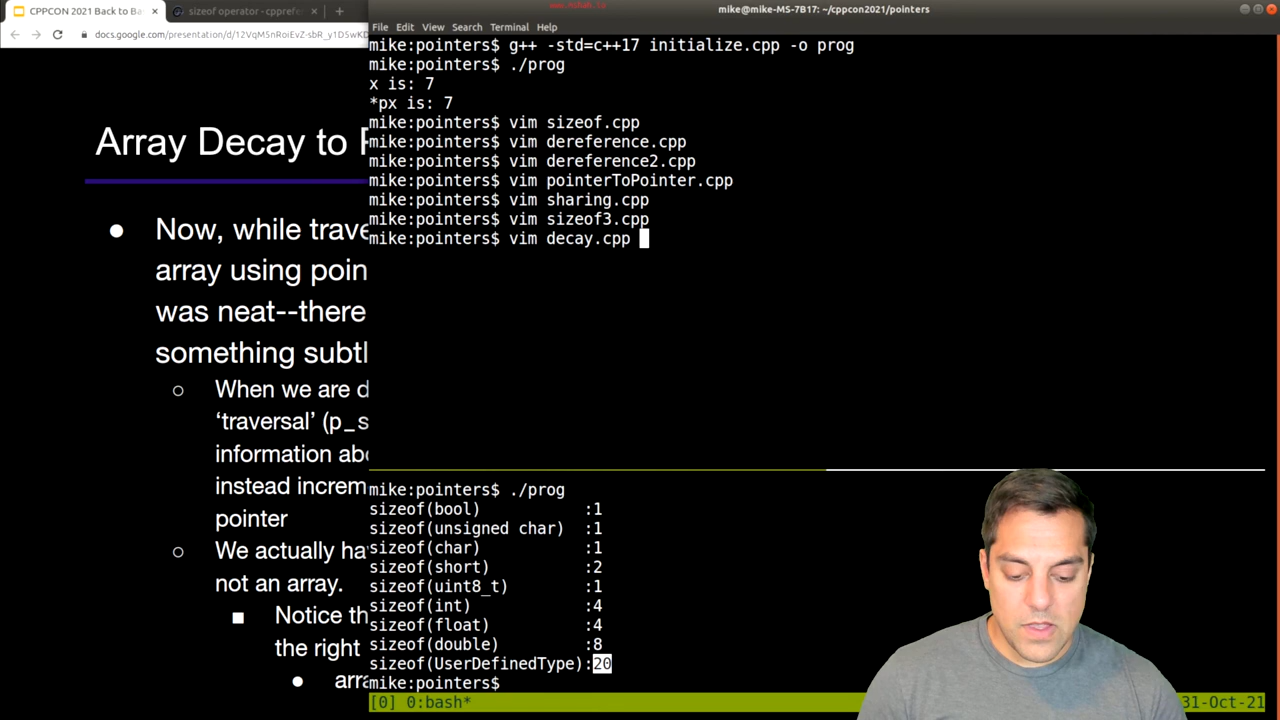 CPPCON 2021 Back to Ba
sizeof operator - cpprefer
docs.google.com/presentation/d/12VqM5nRoiEvZ-sbR_y1D5wKD
www.Ashah.Tv
mike@mike-MS-7B17: ~/cppcon2021/pointers
File Edit View Search Terminal Help
Array Decay to P
Now, while trave
array using poin
was neat--there
something subtl
When we are d
'traversal' (p_s
information abo
instead increm
pointer
We actually ha
not an array.
Notice th
the right
arra
mike:pointers$ g++ -std=c++17 initialize.cpp -o prog
mike:pointers$ ./prog
x is: 7
*px is: 7
mike:pointers$ vim sizeof.cpp
mike:pointers$ vim dereference.cpp
mike:pointers$ vim dereference2.cpp
mike:pointers$ vim pointerToPointer.cpp
mike:pointers$ vim sharing.cpp
mike:pointers$ vim sizeof3.cpp
mike:pointers$ vim decay.cpp
mike:pointers$ ./prog
sizeof(bool) :1
sizeof(unsigned char) :1
sizeof(char) :1
sizeof(short) :2
sizeof(uint8_t) :1
sizeof(int) :4
sizeof(float) :4
sizeof(double) :8
sizeof(UserDefinedType):20
mike:pointers$
[0] 0:bash*
31-Oct-21